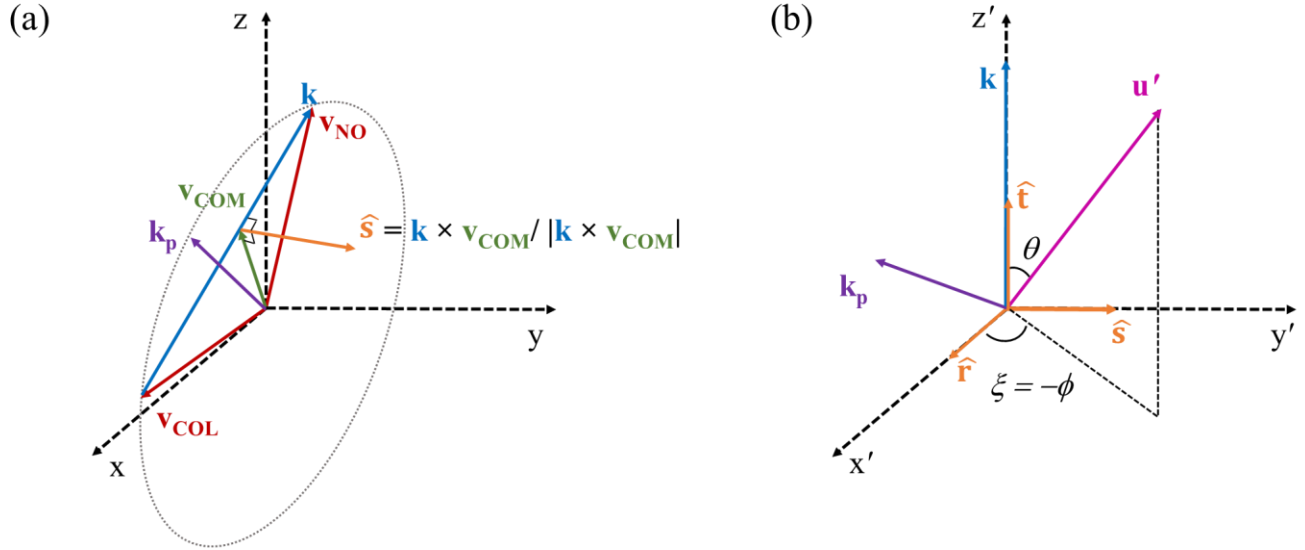 (a)
z
k
v_NO
v_COM
k_p
ŝ = k × v_COM/ |k × v_COM|
y
v_COL
x
(b)
z′
k
u′
t̂
θ
k_p
ŝ
y′
r̂
ξ = −ϕ
x′